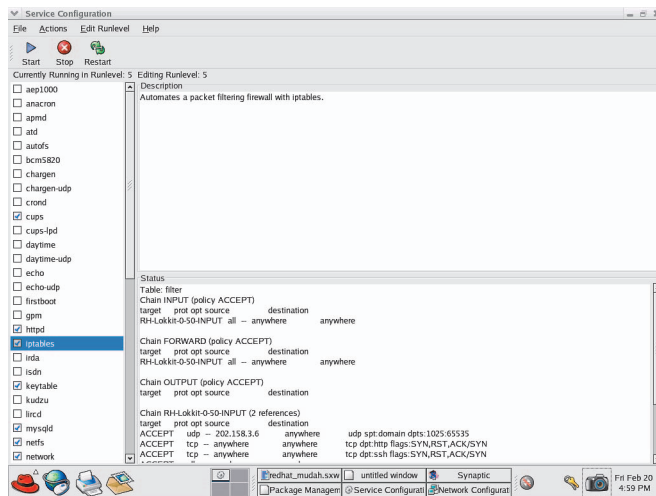 Service Configuration
File Actions Edit Runlevel Help
Start Stop Restart
Currently Running in Runlevel: 5 Editing Runlevel: 5
aep1000
anacron
apmd
atd
autofs
bcm5820
chargen
chargen-udp
crond
cups
cups-lpd
daytime
daytime-udp
echo
echo-udp
firstboot
gpm
httpd
iptables
irda
isdn
keytable
kudzu
lircd
mysqld
netfs
network
Description
Automates a packet filtering firewall with iptables.
Status
Table: filter
Chain INPUT (policy ACCEPT)
target prot opt source destination
RH-Lokkit-0-50-INPUT all -- anywhere anywhere
Chain FORWARD (policy ACCEPT)
target prot opt source destination
RH-Lokkit-0-50-INPUT all -- anywhere anywhere
Chain OUTPUT (policy ACCEPT)
target prot opt source destination
Chain RH-Lokkit-0-50-INPUT (2 references)
target prot opt source destination
ACCEPT udp -- 202.158.3.6 anywhere udp spt:domain dpts:1025:65535
ACCEPT tcp -- anywhere anywhere tcp dpt:http flags:SYN,RST,ACK/SYN
ACCEPT tcp -- anywhere anywhere tcp dpt:ssh flags:SYN,RST,ACK/SYN
redhat_mudah.sxw untitled window Synaptic
Package Managem Service Configurati Network Configurat
Fri Feb 20
4:59 PM